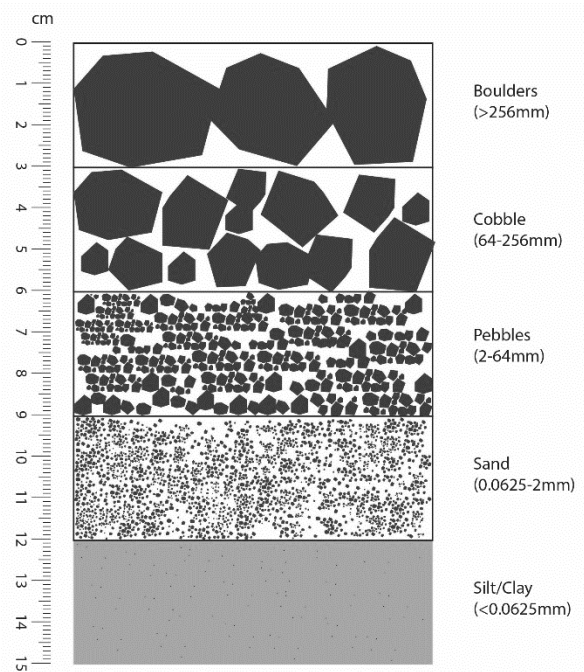 cm
0
1
2
3
4
5
6
7
8
9
10
11
12
13
14
15
Boulders
(>256mm)
Cobble
(64-256mm)
Pebbles
(2-64mm)
Sand
(0.0625-2mm)
Silt/Clay
(<0.0625mm)